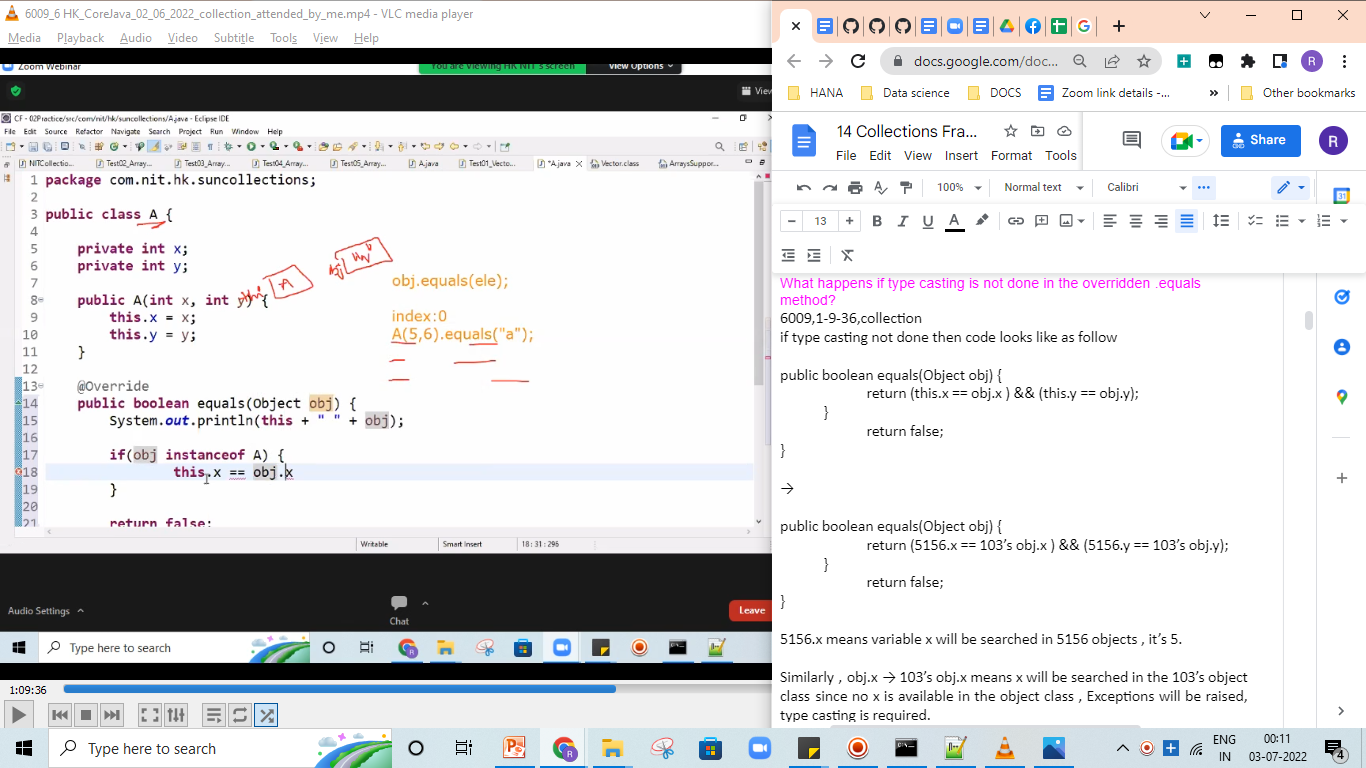 6009_6 HK_CoreJava_02_06_2022_collection_attended_by_me.mp4 - VLC media player
Media Playback Audio Video Subtitle Tools View Help
Zoom Webinar
You are viewing HK NIT's screen View Options
View
CF - 02Practice/src/com/nit/hk/suncollections/A.java - Eclipse IDE
File Edit Source Refactor Navigate Search Project Run Window Help
NITCollectio... Test02_Array... Test03_Array... Test04_Array... Test05_Array... A.java Test01_Vecto... *A.java Vector.class ArraysSuppor...
1 package com.nit.hk.suncollections;
2
3 public class A {
4
5 private int x;
6 private int y;
7
8 public A(int x, int y) {
9 this.x = x;
10 this.y = y;
11 }
12
13 @Override
14 public boolean equals(Object obj) {
15 System.out.println(this + " " + obj);
16
17 if(obj instanceof A) {
18 this.x == obj.x
19 }
20
21 return false;
A
obj.equals(ele);
index:0
A(5,6).equals("a");
Writable Smart Insert 18 : 31 : 296
Audio Settings
Chat
Leave
Type here to search
1:09:36
docs.google.com/doc...
R
HANA Data science DOCS Zoom link details -... » Other bookmarks
14 Collections Fra...
File Edit View Insert Format Tools
Share
R
100% Normal text Calibri
13 B I U A
31
What happens if type casting is not done in the overridden .equals
method?
6009,1-9-36,collection
if type casting not done then code looks like as follow
public boolean equals(Object obj) {
return (this.x == obj.x ) && (this.y == obj.y);
}
return false;
}
→
public boolean equals(Object obj) {
return (5156.x == 103’s obj.x ) && (5156.y == 103’s obj.y);
}
return false;
}
5156.x means variable x will be searched in 5156 objects , it’s 5.
Similarly , obj.x → 103’s obj.x means x will be searched in the 103’s object
class since no x is available in the object class , Exceptions will be raised,
type casting is required.
Type here to search
ENG
IN
00:11
03-07-2022
4